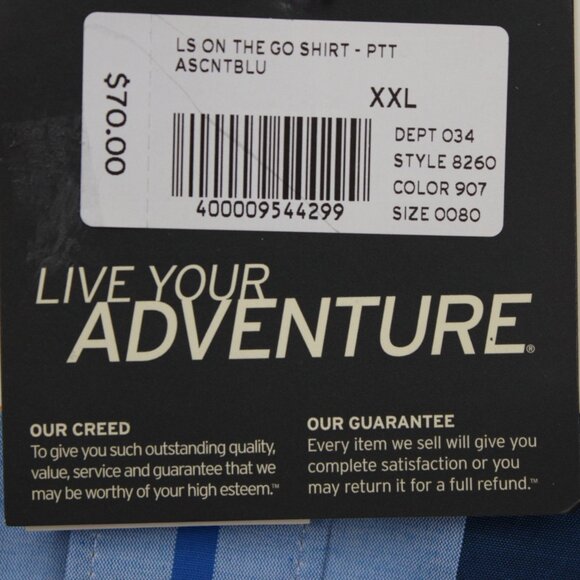 LS ON THE GO SHIRT - PTT
ASCNTBLU
XXL
$70.00
DEPT 034
STYLE 8260
COLOR 907
SIZE 0080
400009544299
LIVE YOUR
ADVENTURE®
OUR CREED
To give you such outstanding quality,
value, service and guarantee that we
may be worthy of your high esteem.™
OUR GUARANTEE
Every item we sell will give you
complete satisfaction or you
may return it for a full refund.™